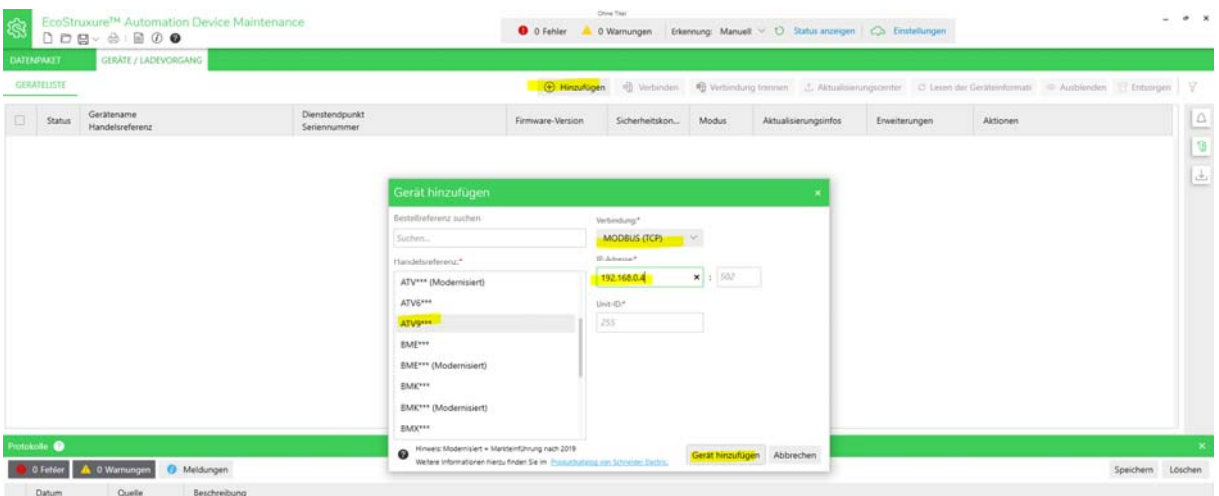 Ohne Titel
EcoStruxure™ Automation Device Maintenance
0 Fehler 0 Warnungen Erkennung: Manuell Status anzeigen Einstellungen
DATENPAKET GERÄTE / LADEVORGANG
GERÄTELISTE Hinzufügen Verbinden Verbindung trennen Aktualisierungscenter Lesen der Geräteinformati Ausblenden Entsorgen
Status Gerätename Dienstendpunkt Firmware-Version Sicherheitskon... Modus Aktualisierungsinfos Erweiterungen Aktionen
Handelsreferenz Seriennummer
Gerät hinzufügen
Bestellreferenz suchen Verbindung:*
Suchen... MODBUS (TCP)
Handelsreferenz:* IP-Adresse:*
ATV*** (Modernisiert) 192.168.0.4 : 502
ATV6*** Unit-ID:*
ATV9*** 255
BME***
BME*** (Modernisiert)
BMK***
BMK*** (Modernisiert)
BMX***
Hinweis: Modernisiert = Markteinführung nach 2019
Weitere Informationen hierzu finden Sie im Produktkatalog von Schneider Electric.
Gerät hinzufügen Abbrechen
Protokolle
0 Fehler 0 Warnungen Meldungen Speichern Löschen
Datum Quelle Beschreibung